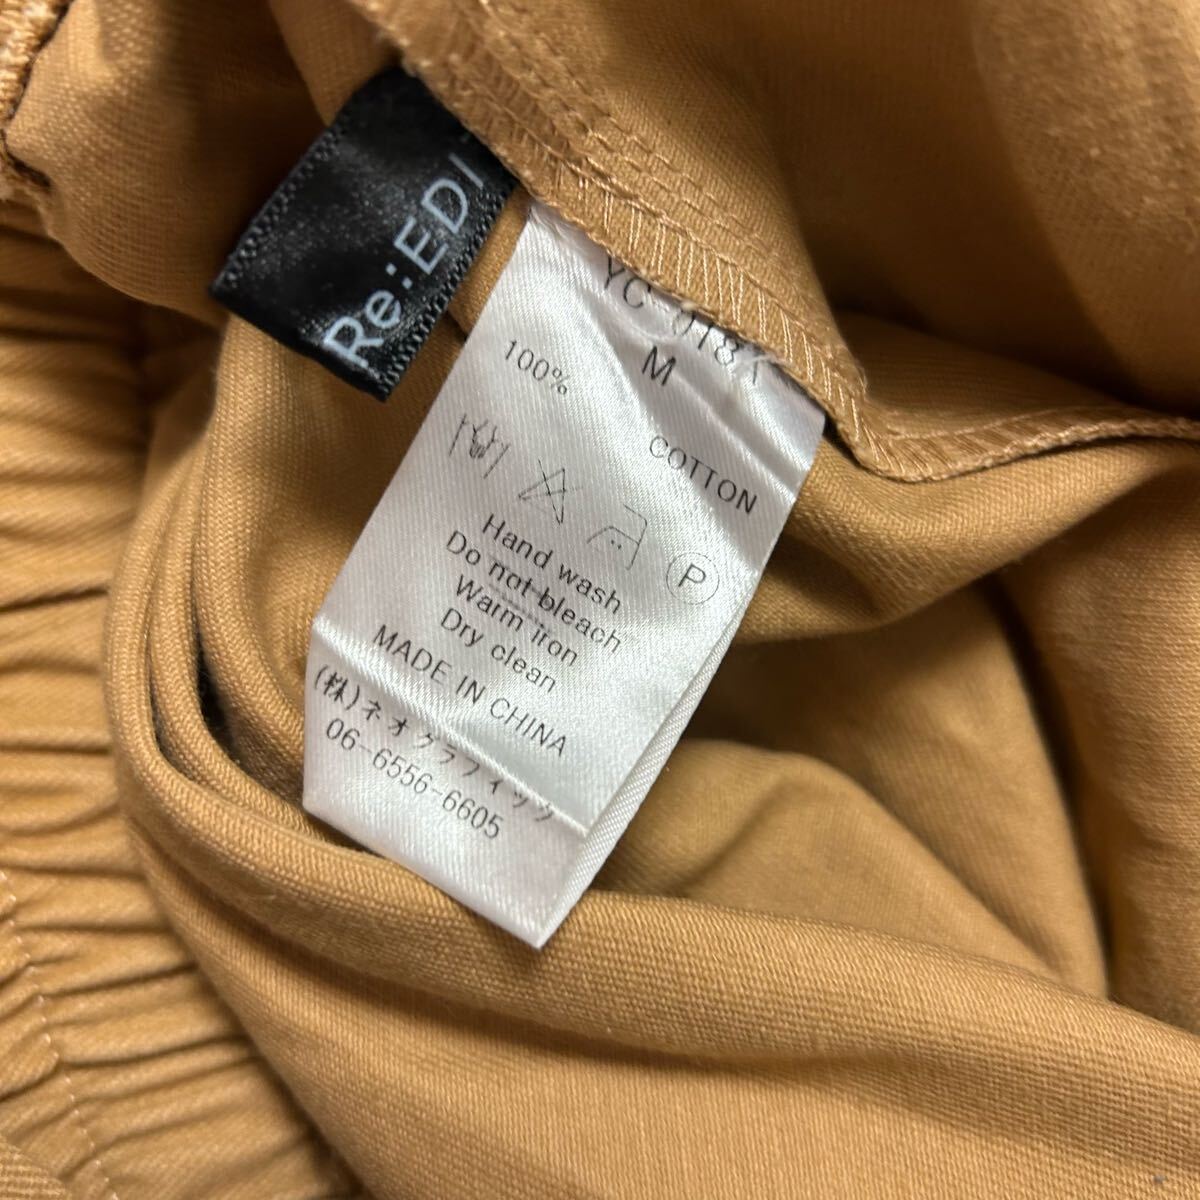 Re:EDI
M
100% COTTON
P
Hand wash
Do not bleach
Warm iron
Dry clean
MADE IN CHINA
(株)ネオグラフィック
06-6556-6605